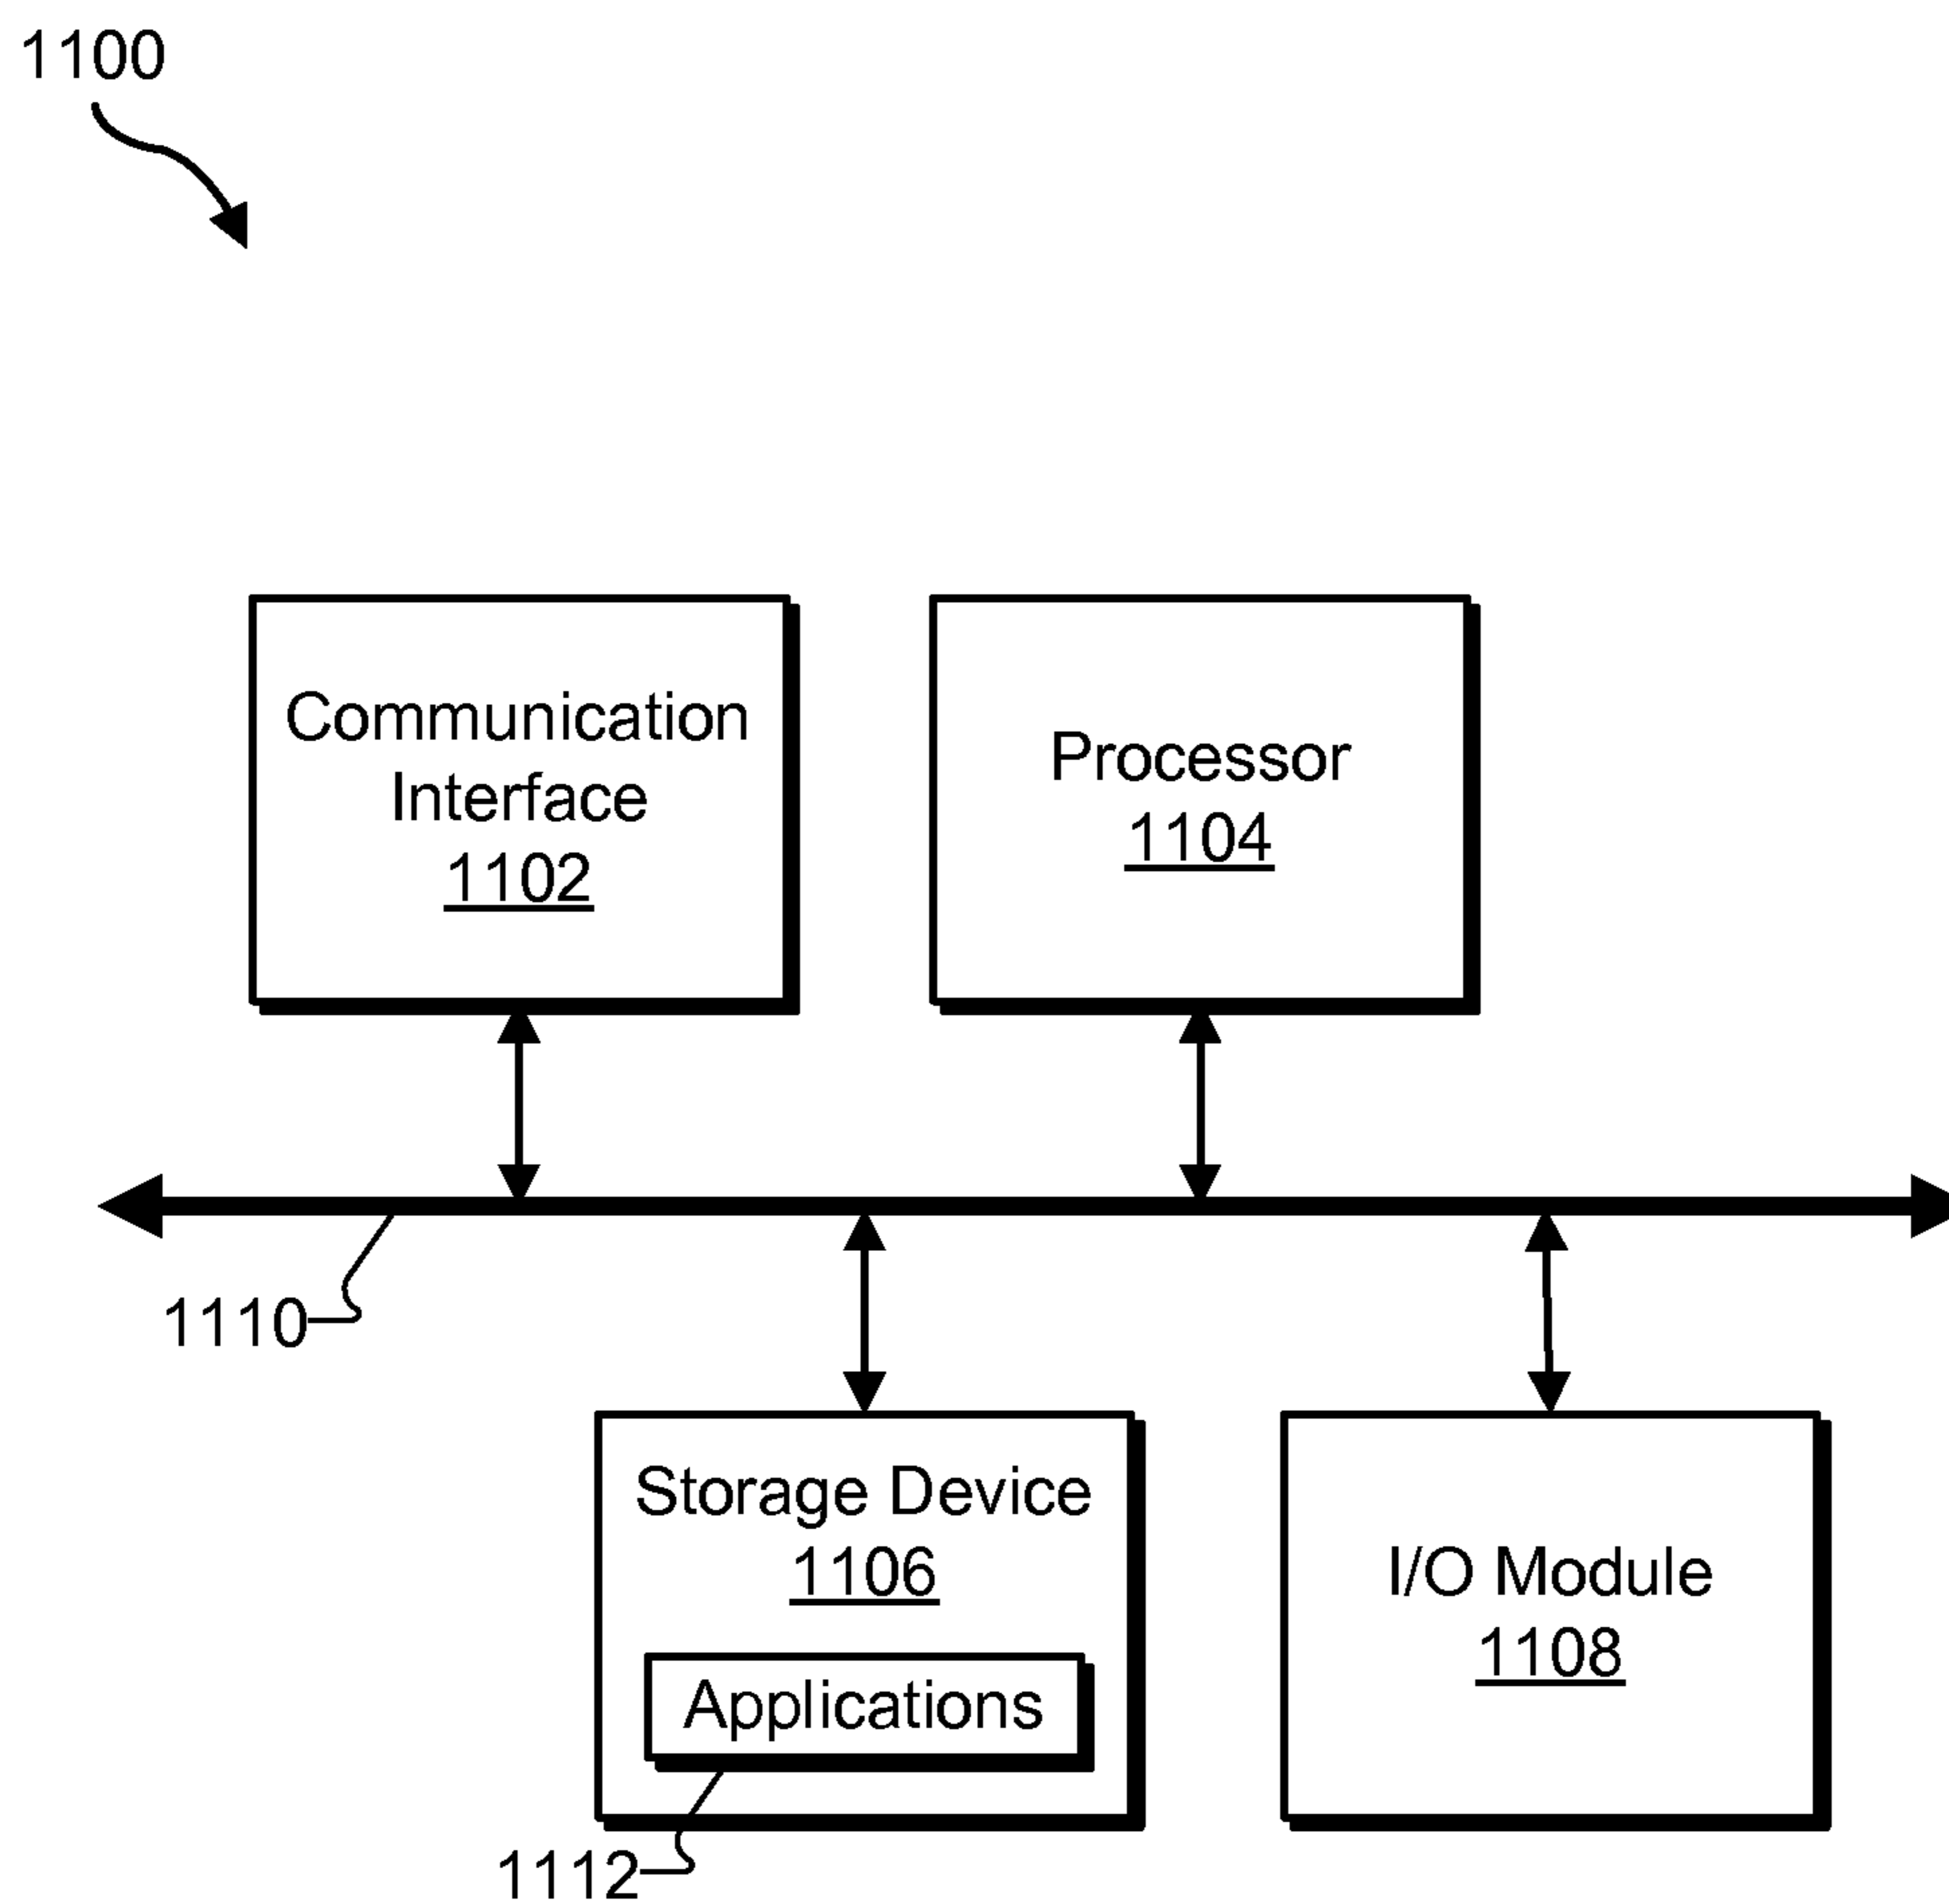 1100
Communication
Interface
1102
Processor
1104
1110
Storage Device
1106
Applications
1112
I/O Module
1108